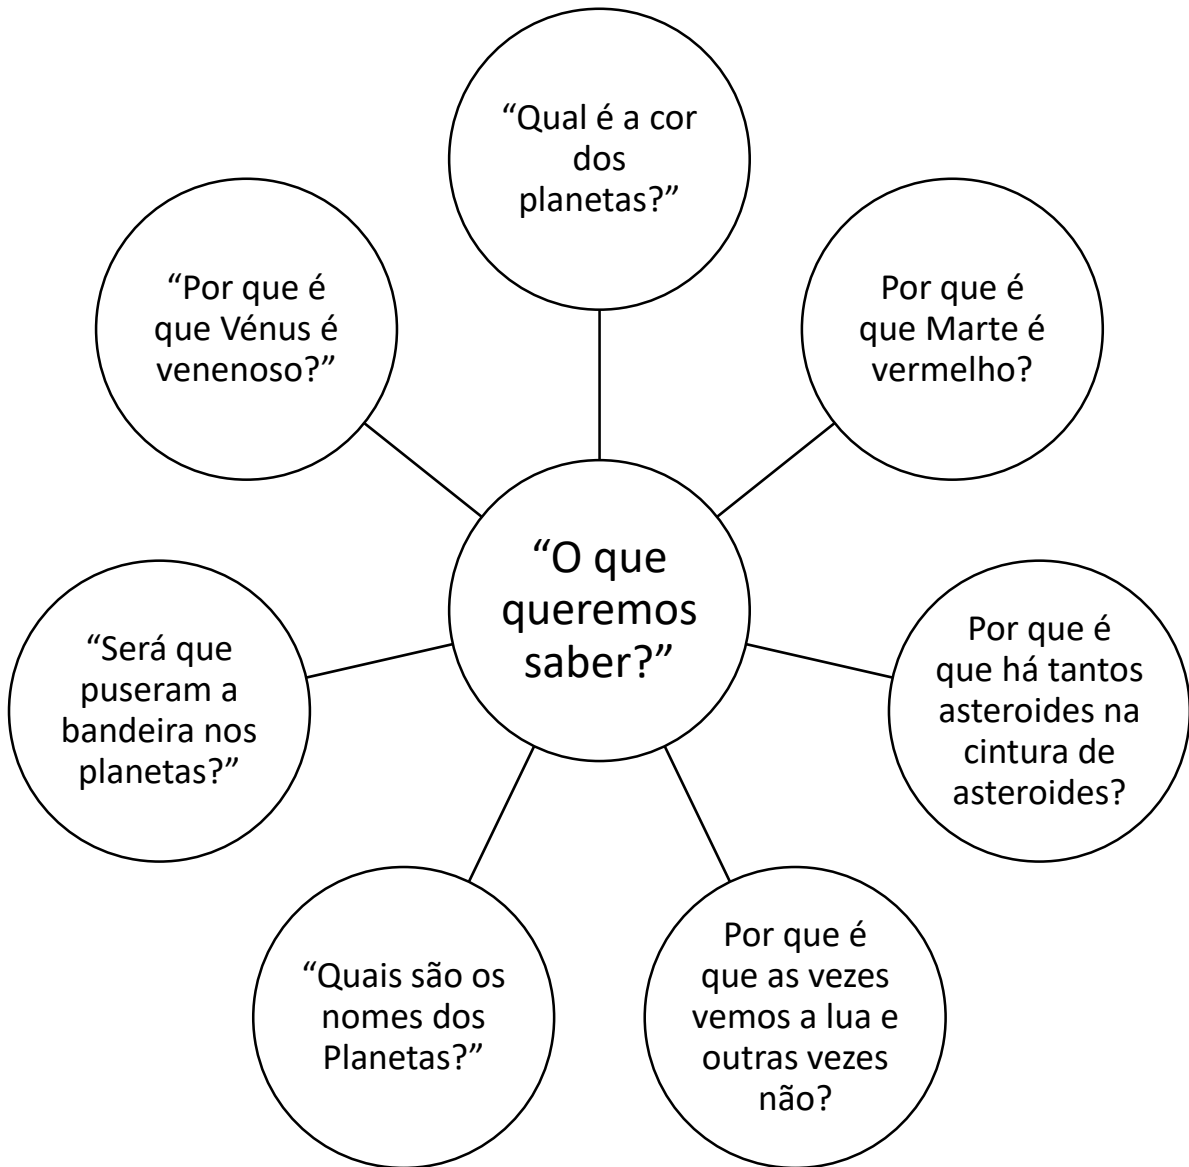 “Qual é a cor
dos
planetas?”
“Por que é
que Vénus é
venenoso?”
Por que é
que Marte é
vermelho?
“O que
queremos
saber?”
“Será que
puseram a
bandeira nos
planetas?”
Por que é
que há tantos
asteroides na
cintura de
asteroides?
“Quais são os
nomes dos
Planetas?”
Por que é
que as vezes
vemos a lua e
outras vezes
não?